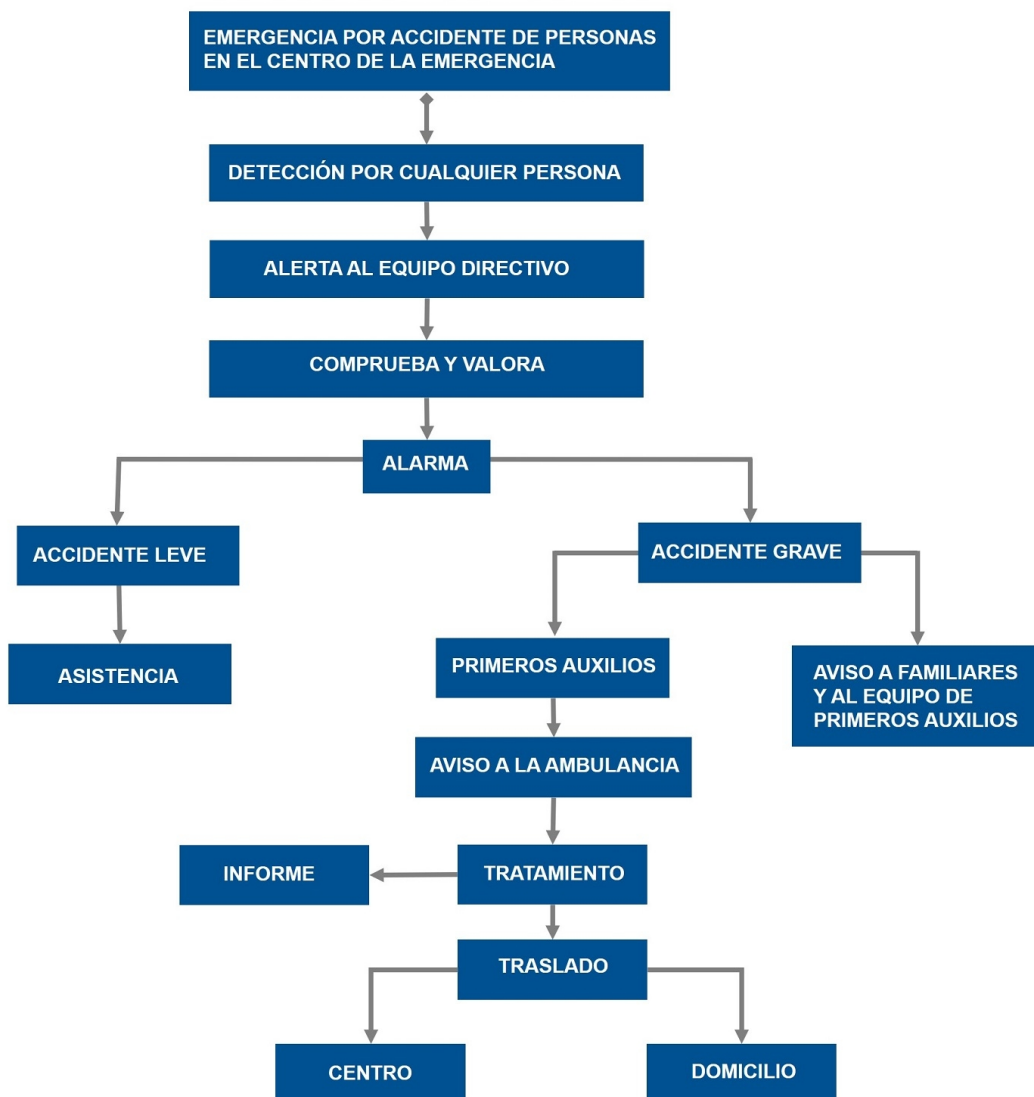 EMERGENCIA POR ACCIDENTE DE PERSONAS
EN EL CENTRO DE LA EMERGENCIA
DETECCIÓN POR CUALQUIER PERSONA
ALERTA AL EQUIPO DIRECTIVO
COMPRUEBA Y VALORA
ALARMA
ACCIDENTE LEVE
ACCIDENTE GRAVE
ASISTENCIA
PRIMEROS AUXILIOS
AVISO A FAMILIARES
Y AL EQUIPO DE
PRIMEROS AUXILIOS
AVISO A LA AMBULANCIA
INFORME
TRATAMIENTO
TRASLADO
CENTRO
DOMICILIO